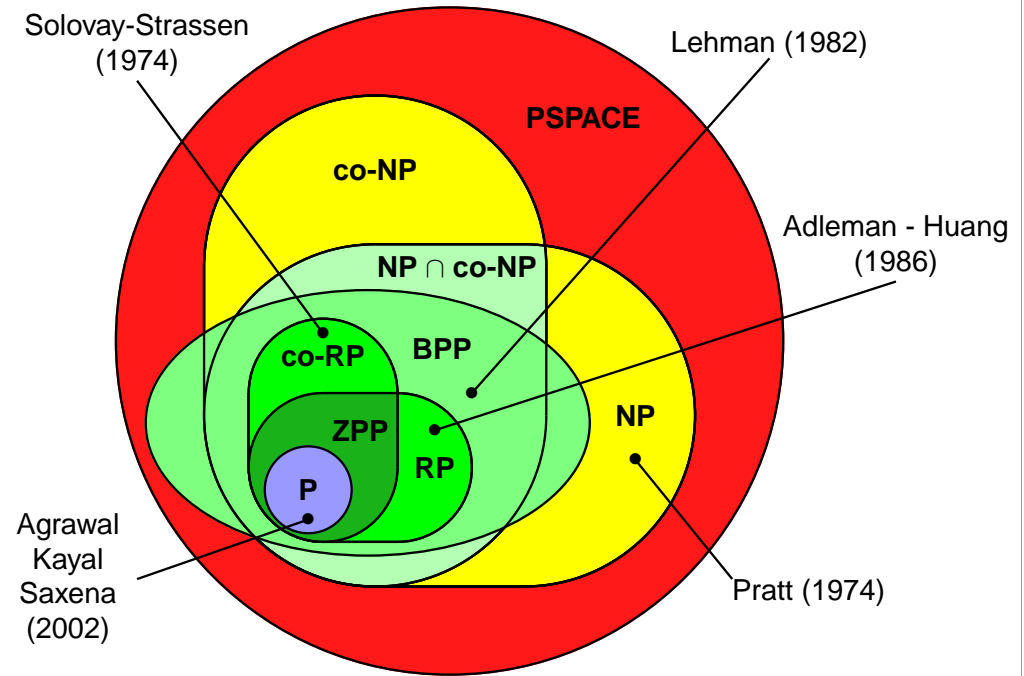 Solovay-Strassen
(1974)
Lehman (1982)
PSPACE
co-NP
Adleman - Huang
(1986)
NP ∩ co-NP
BPP
co-RP
NP
ZPP
RP
P
Agrawal
Kayal
Saxena
(2002)
Pratt (1974)